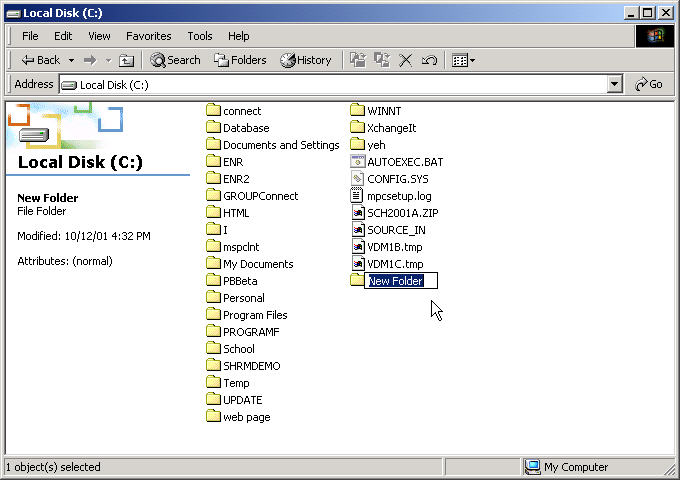 Local Disk (C:)
File Edit View Favorites Tools Help
Back Search Folders History
Address Local Disk (C:) Go
Local Disk (C:)
New Folder
File Folder
Modified: 10/12/01 4:32 PM
Attributes: (normal)
connect
Database
Documents and Settings
ENR
ENR2
GROUPConnect
HTML
I
mspclnt
My Documents
PBBeta
Personal
Program Files
PROGRAMF
School
SHRMDEMO
Temp
UPDATE
web page
WINNT
XchangeIt
yeh
AUTOEXEC.BAT
CONFIG.SYS
mpcsetup.log
SCH2001A.ZIP
SOURCE_IN
VDM1B.tmp
VDM1C.tmp
New Folder
1 object(s) selected
My Computer